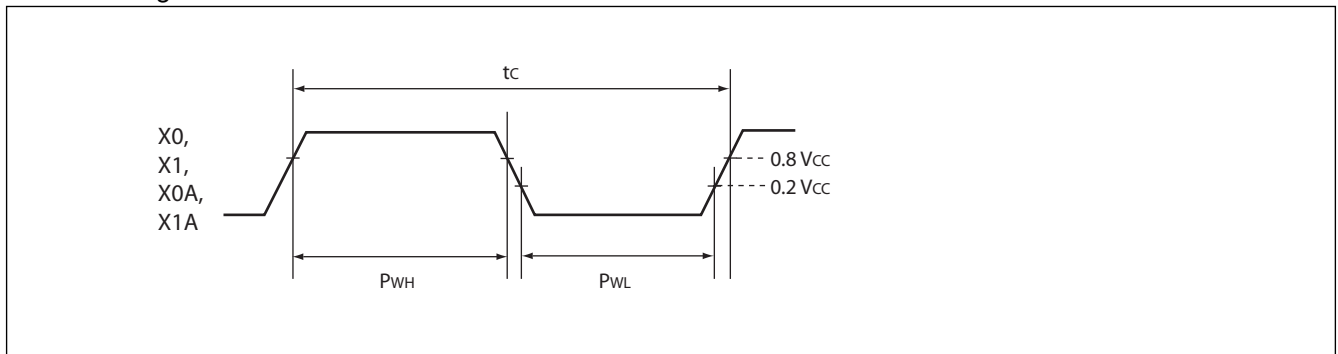 tC
X0,
X1,
X0A,
X1A
0.8 VCC
0.2 VCC
PWH
PWL